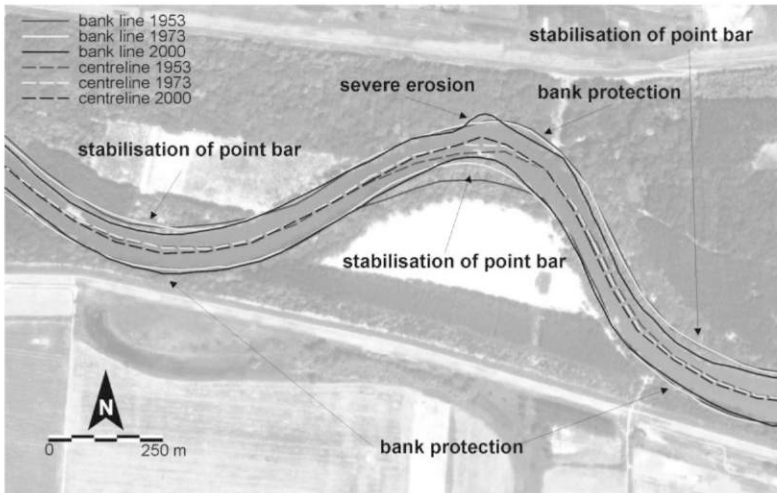 bank line 1953
bank line 1973
bank line 2000
centreline 1953
centreline 1973
centreline 2000
stabilisation of point bar
severe erosion
bank protection
stabilisation of point bar
stabilisation of point bar
N
0 250 m
bank protection